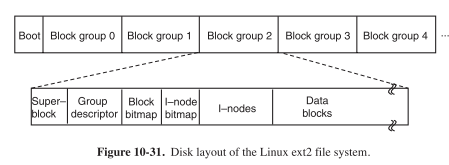 Boot Block group 0 Block group 1 Block group 2 Block group 3 Block group 4 ...
Super– Group Block I–node I–nodes Data
block descriptor bitmap bitmap blocks
Figure 10-31. Disk layout of the Linux ext2 file system.